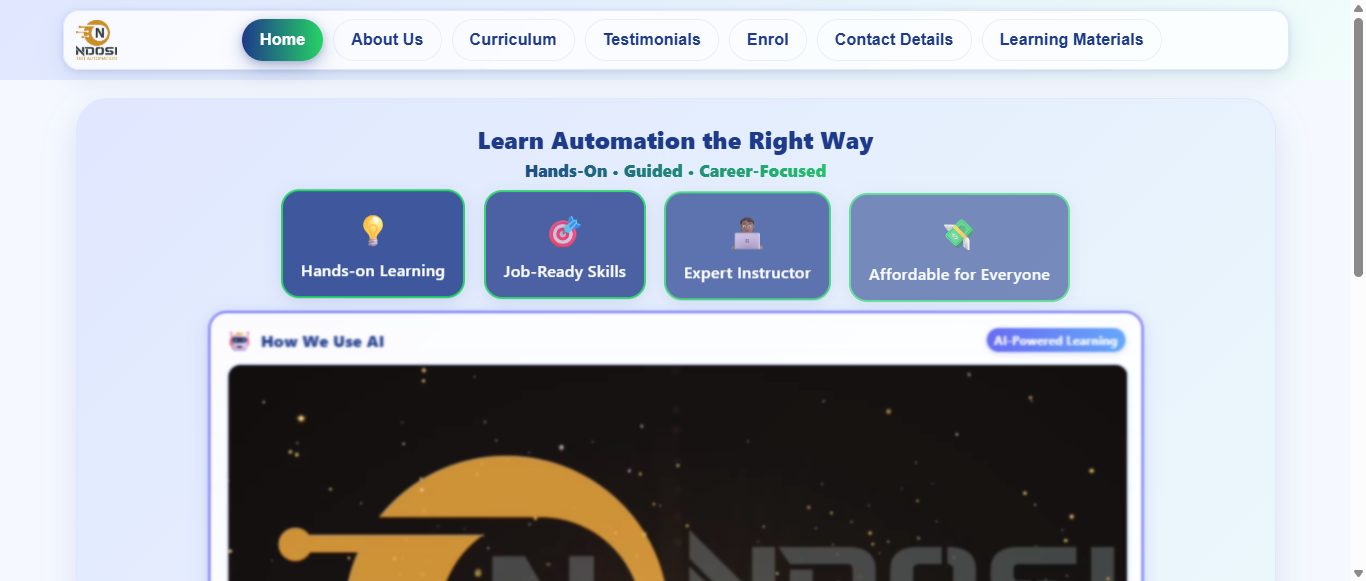 N
NDOSI
TEST AUTOMATION
Home
About Us
Curriculum
Testimonials
Enrol
Contact Details
Learning Materials
Learn Automation the Right Way
Hands-On • Guided • Career-Focused
Hands-on Learning
Job-Ready Skills
Expert Instructor
Affordable for Everyone
How We Use AI
AI-Powered Learning
N
NDOSI